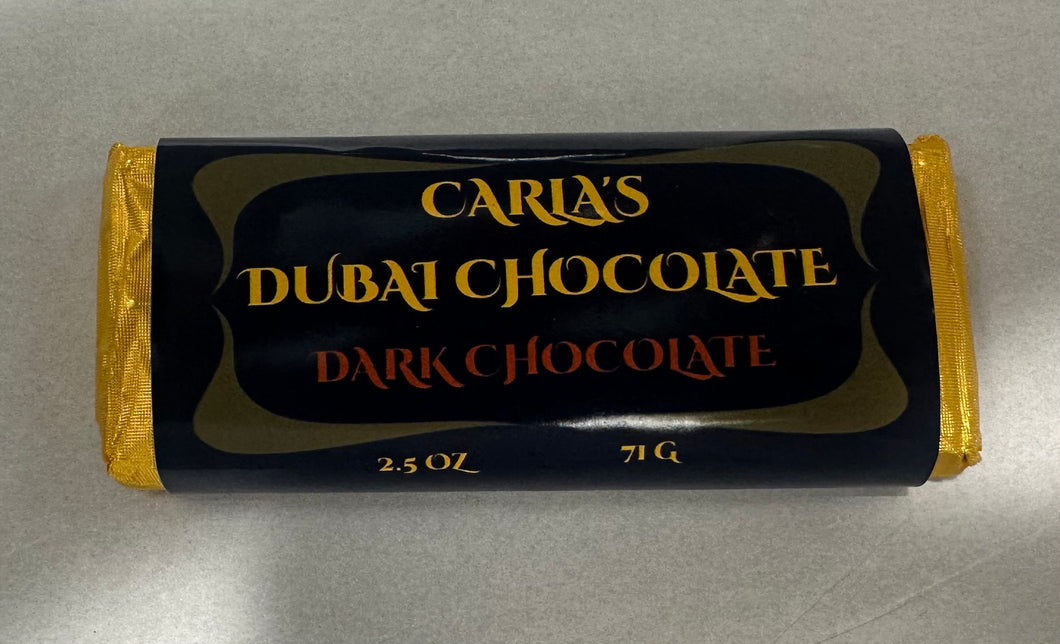 CARLA'S
DUBAI CHOCOLATE
DARK CHOCOLATE
2.5 OZ 71 G